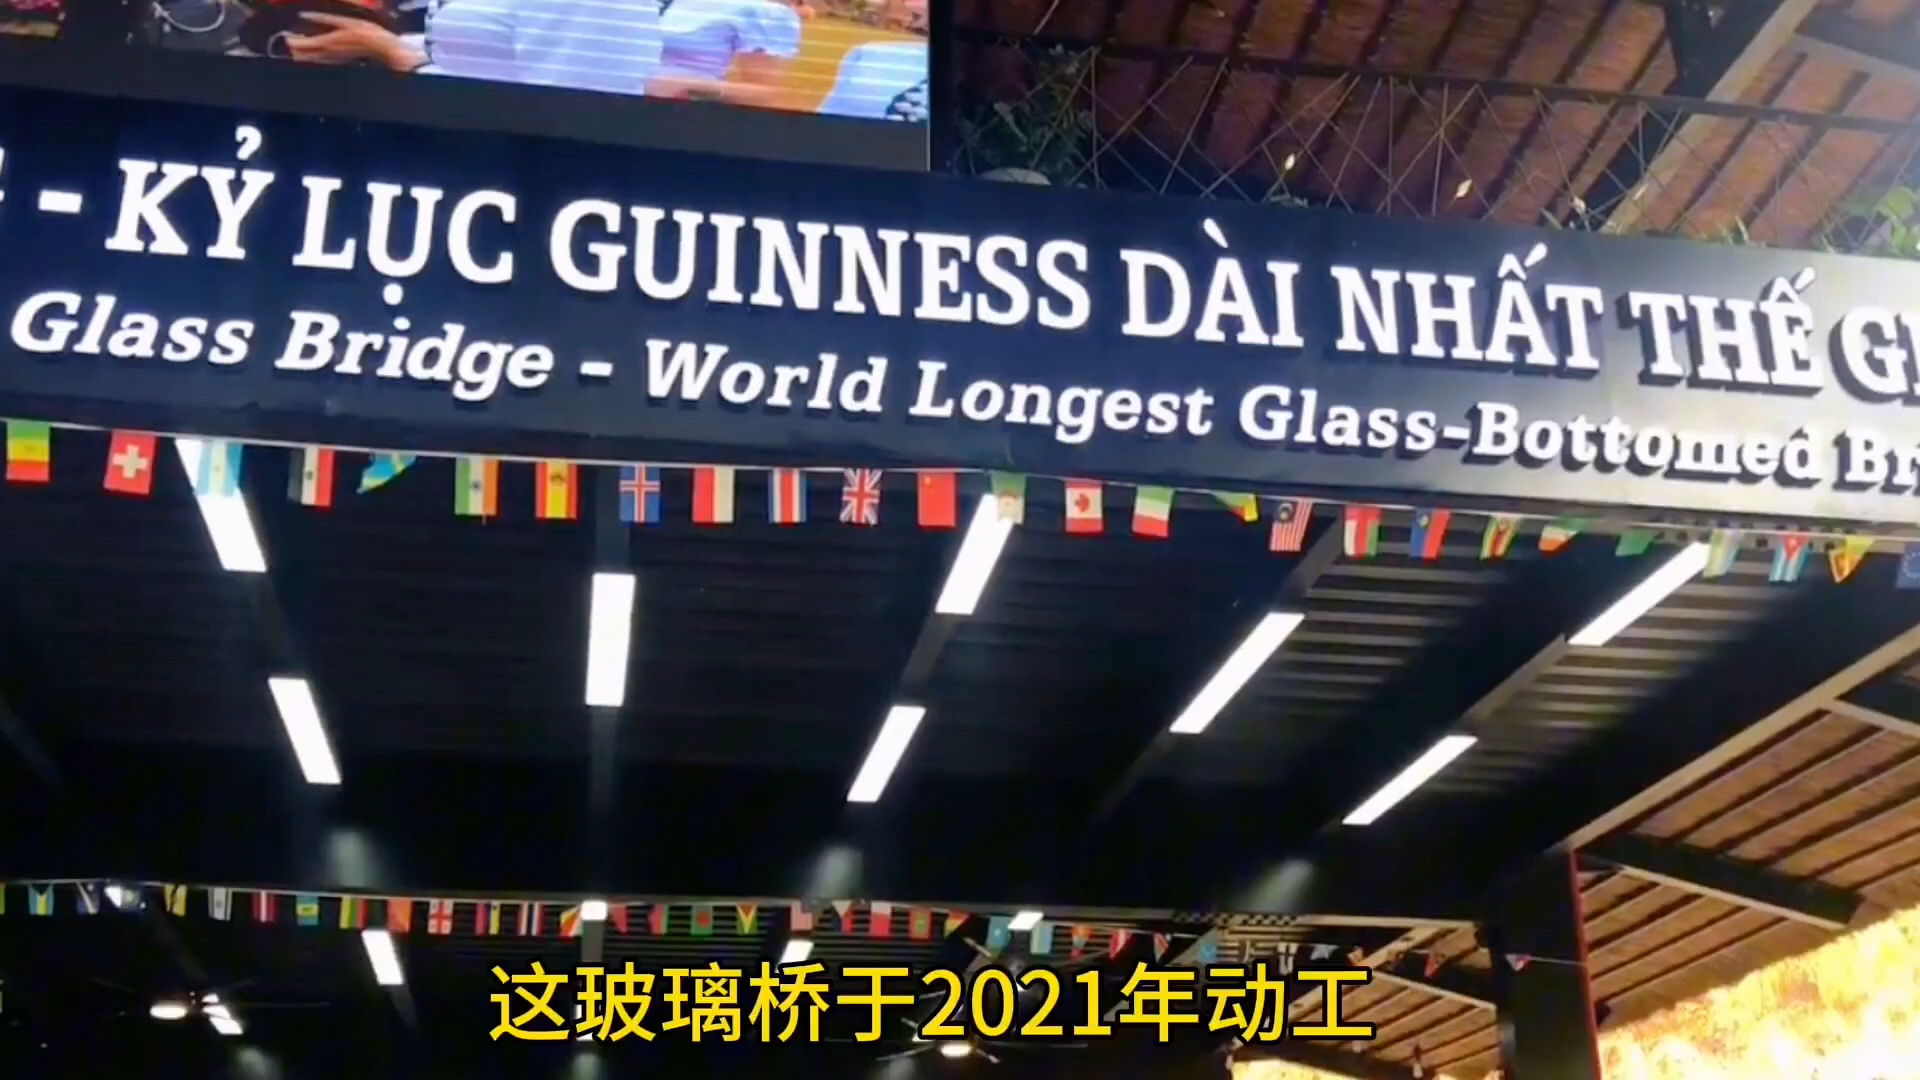 - KỶ LỤC GUINNESS DÀI NHẤT THẾ
Glass Bridge - World Longest Glass-Bottomed
这玻璃桥于2021年动工